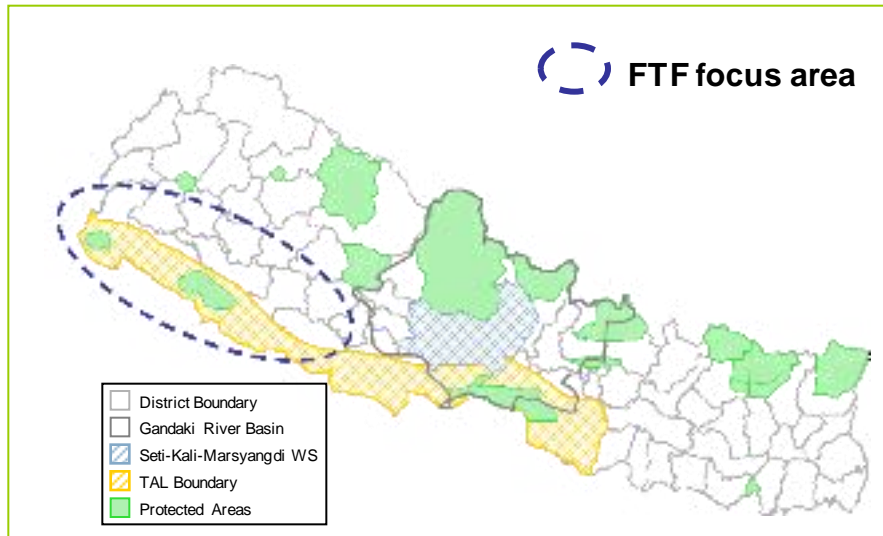 FTF focus area
District Boundary
Gandaki River Basin
Seti-Kali-Marsyangdi WS
TAL Boundary
Protected Areas